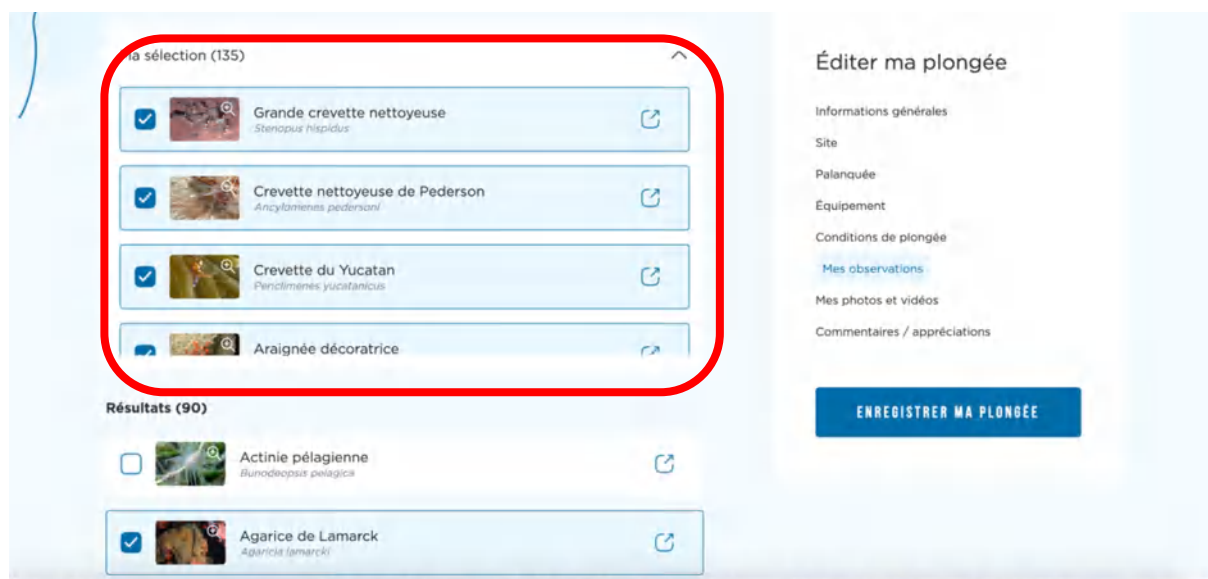 la sélection (135)
Grande crevette nettoyeuse
Stenopus hispidus
Crevette nettoyeuse de Pederson
Ancylomenes pedersoni
Crevette du Yucatan
Periclimenes yucatanicus
Araignée décoratrice
Résultats (90)
Actinie pélagienne
Bunodeopsis pelagica
Agarice de Lamarck
Agaricia lamarcki
Éditer ma plongée
Informations générales
Site
Palanquée
Équipement
Conditions de plongée
Mes observations
Mes photos et vidéos
Commentaires / appréciations
ENREGISTRER MA PLONGÉE